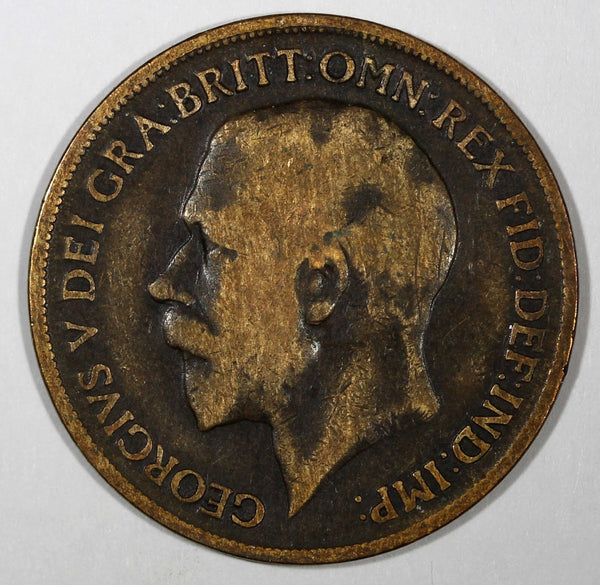 GEORGIVS V DEI GRA: BRITT: OMN: REX FID: DEF: IND: IMP: